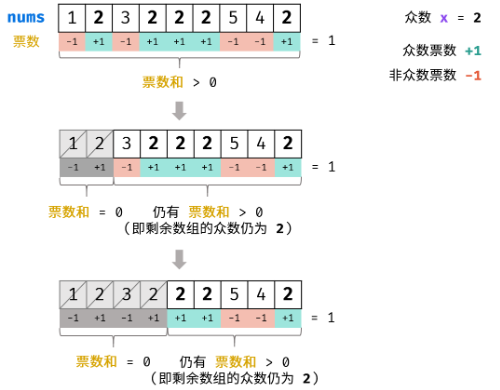 nums 1 2 3 2 2 2 5 4 2 众数 x = 2
票数 -1 +1 -1 +1 +1 +1 -1 -1 +1 = 1
众数票数 +1
非众数票数 -1
票数和 > 0
1 2 3 2 2 2 5 4 2
-1 +1 -1 +1 +1 +1 -1 -1 +1 = 1
票数和 = 0 仍有 票数和 > 0
(即剩余数组的众数仍为 2)
1 2 3 2 2 2 5 4 2
-1 +1 -1 +1 +1 +1 -1 -1 +1 = 1
票数和 = 0 仍有 票数和 > 0
(即剩余数组的众数仍为 2)